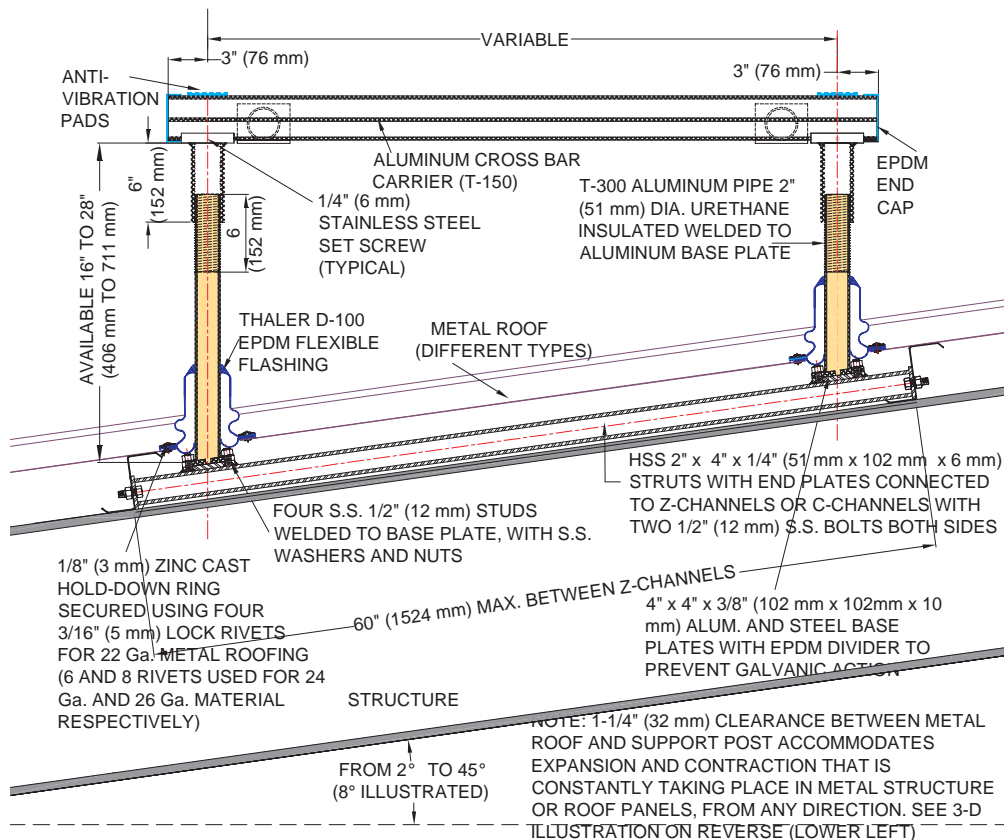 VARIABLE
3" (76 mm)
3" (76 mm)
ANTI-
VIBRATION
PADS
ALUMINUM CROSS BAR
CARRIER (T-150)
EPDM
END
CAP
6"
(152 mm)
6
(152 mm)
1/4" (6 mm)
STAINLESS STEEL
SET SCREW
(TYPICAL)
T-300 ALUMINUM PIPE 2"
(51 mm) DIA. URETHANE
INSULATED WELDED TO
ALUMINUM BASE PLATE
AVAILABLE 16" TO 28"
(406 mm TO 711 mm)
THALER D-100
EPDM FLEXIBLE
FLASHING
METAL ROOF
(DIFFERENT TYPES)
HSS 2" x 4" x 1/4" (51 mm x 102 mm x 6 mm)
STRUTS WITH END PLATES CONNECTED
TO Z-CHANNELS OR C-CHANNELS WITH
TWO 1/2" (12 mm) S.S. BOLTS BOTH SIDES
FOUR S.S. 1/2" (12 mm) STUDS
WELDED TO BASE PLATE, WITH S.S.
WASHERS AND NUTS
1/8" (3 mm) ZINC CAST
HOLD-DOWN RING
SECURED USING FOUR
3/16" (5 mm) LOCK RIVETS
FOR 22 Ga. METAL ROOFING
(6 AND 8 RIVETS USED FOR 24
Ga. AND 26 Ga. MATERIAL
RESPECTIVELY)
60" (1524 mm) MAX. BETWEEN Z-CHANNELS
4" x 4" x 3/8" (102 mm x 102mm x 10
mm) ALUM. AND STEEL BASE
PLATES WITH EPDM DIVIDER TO
PREVENT GALVANIC ACTION
STRUCTURE
FROM 2° TO 45°
(8° ILLUSTRATED)
NOTE: 1-1/4" (32 mm) CLEARANCE BETWEEN METAL
ROOF AND SUPPORT POST ACCOMMODATES
EXPANSION AND CONTRACTION THAT IS
CONSTANTLY TAKING PLACE IN METAL STRUCTURE
OR ROOF PANELS, FROM ANY DIRECTION. SEE 3-D
ILLUSTRATION ON REVERSE (LOWER LEFT)